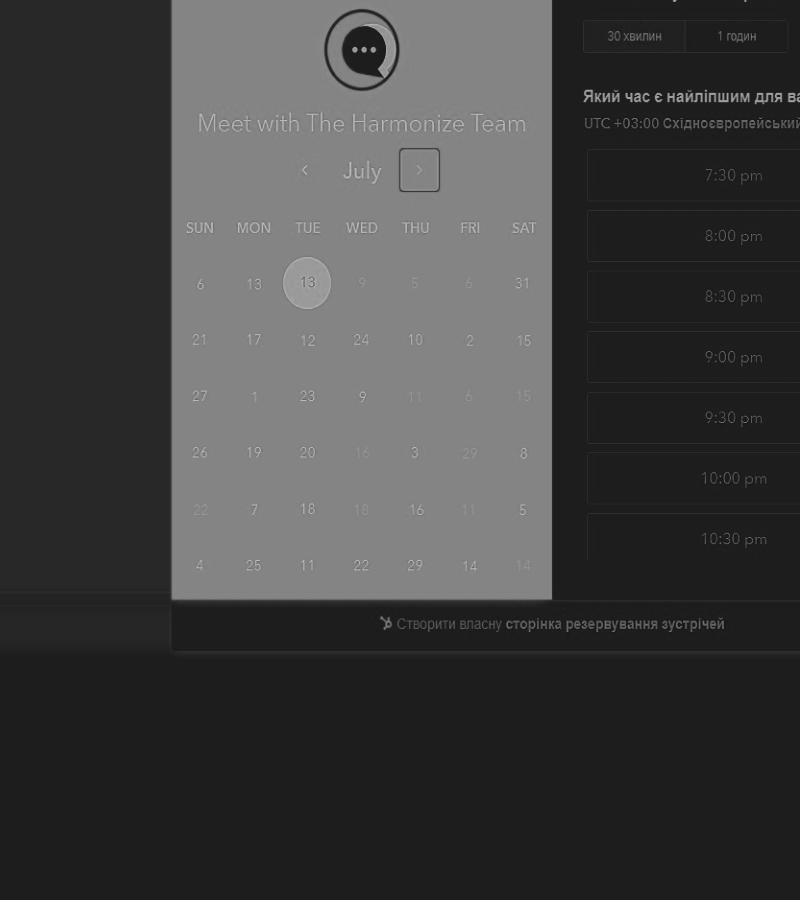 30 хвилин 1 годин
Meet with The Harmonize Team
Який час є найліпшим для
UTC +03:00 Східноєвропейський
July
7:30 pm
8:00 pm
8:30 pm
9:00 pm
9:30 pm
10:00 pm
10:30 pm
SUN MON TUE WED THU FRI SAT
6 13 13 9 5 6 31
21 17 12 24 10 2 15
27 1 23 9 11 6 15
26 19 20 16 3 29 8
22 7 18 18 16 11 5
4 25 11 22 29 14 14
Створити власну сторінка резервування зустрічей